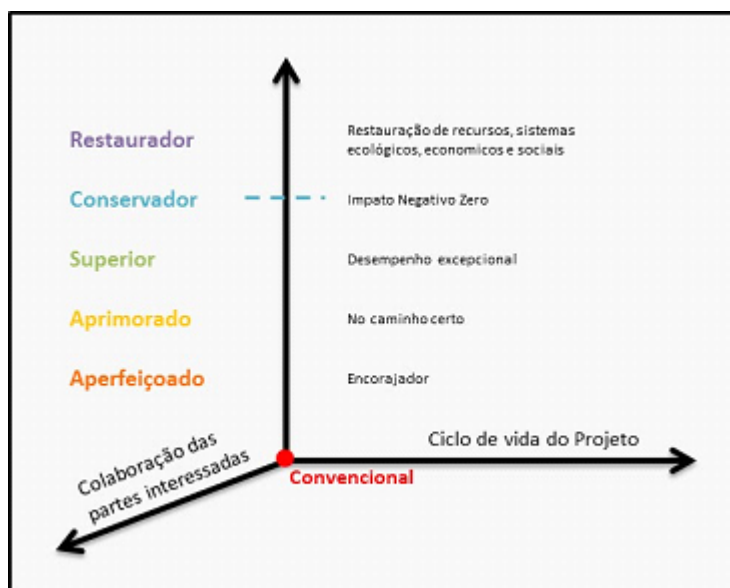 Restaurador
Restauração de recursos, sistemas
ecológicos, economicos e sociais
Conservador
Impato Negativo Zero
Superior
Desempenho excepcional
Aprimorado
No caminho certo
Aperfeiçoado
Encorajador
Ciclo de vida do Projeto
Colaboração das
partes interessadas
Convencional